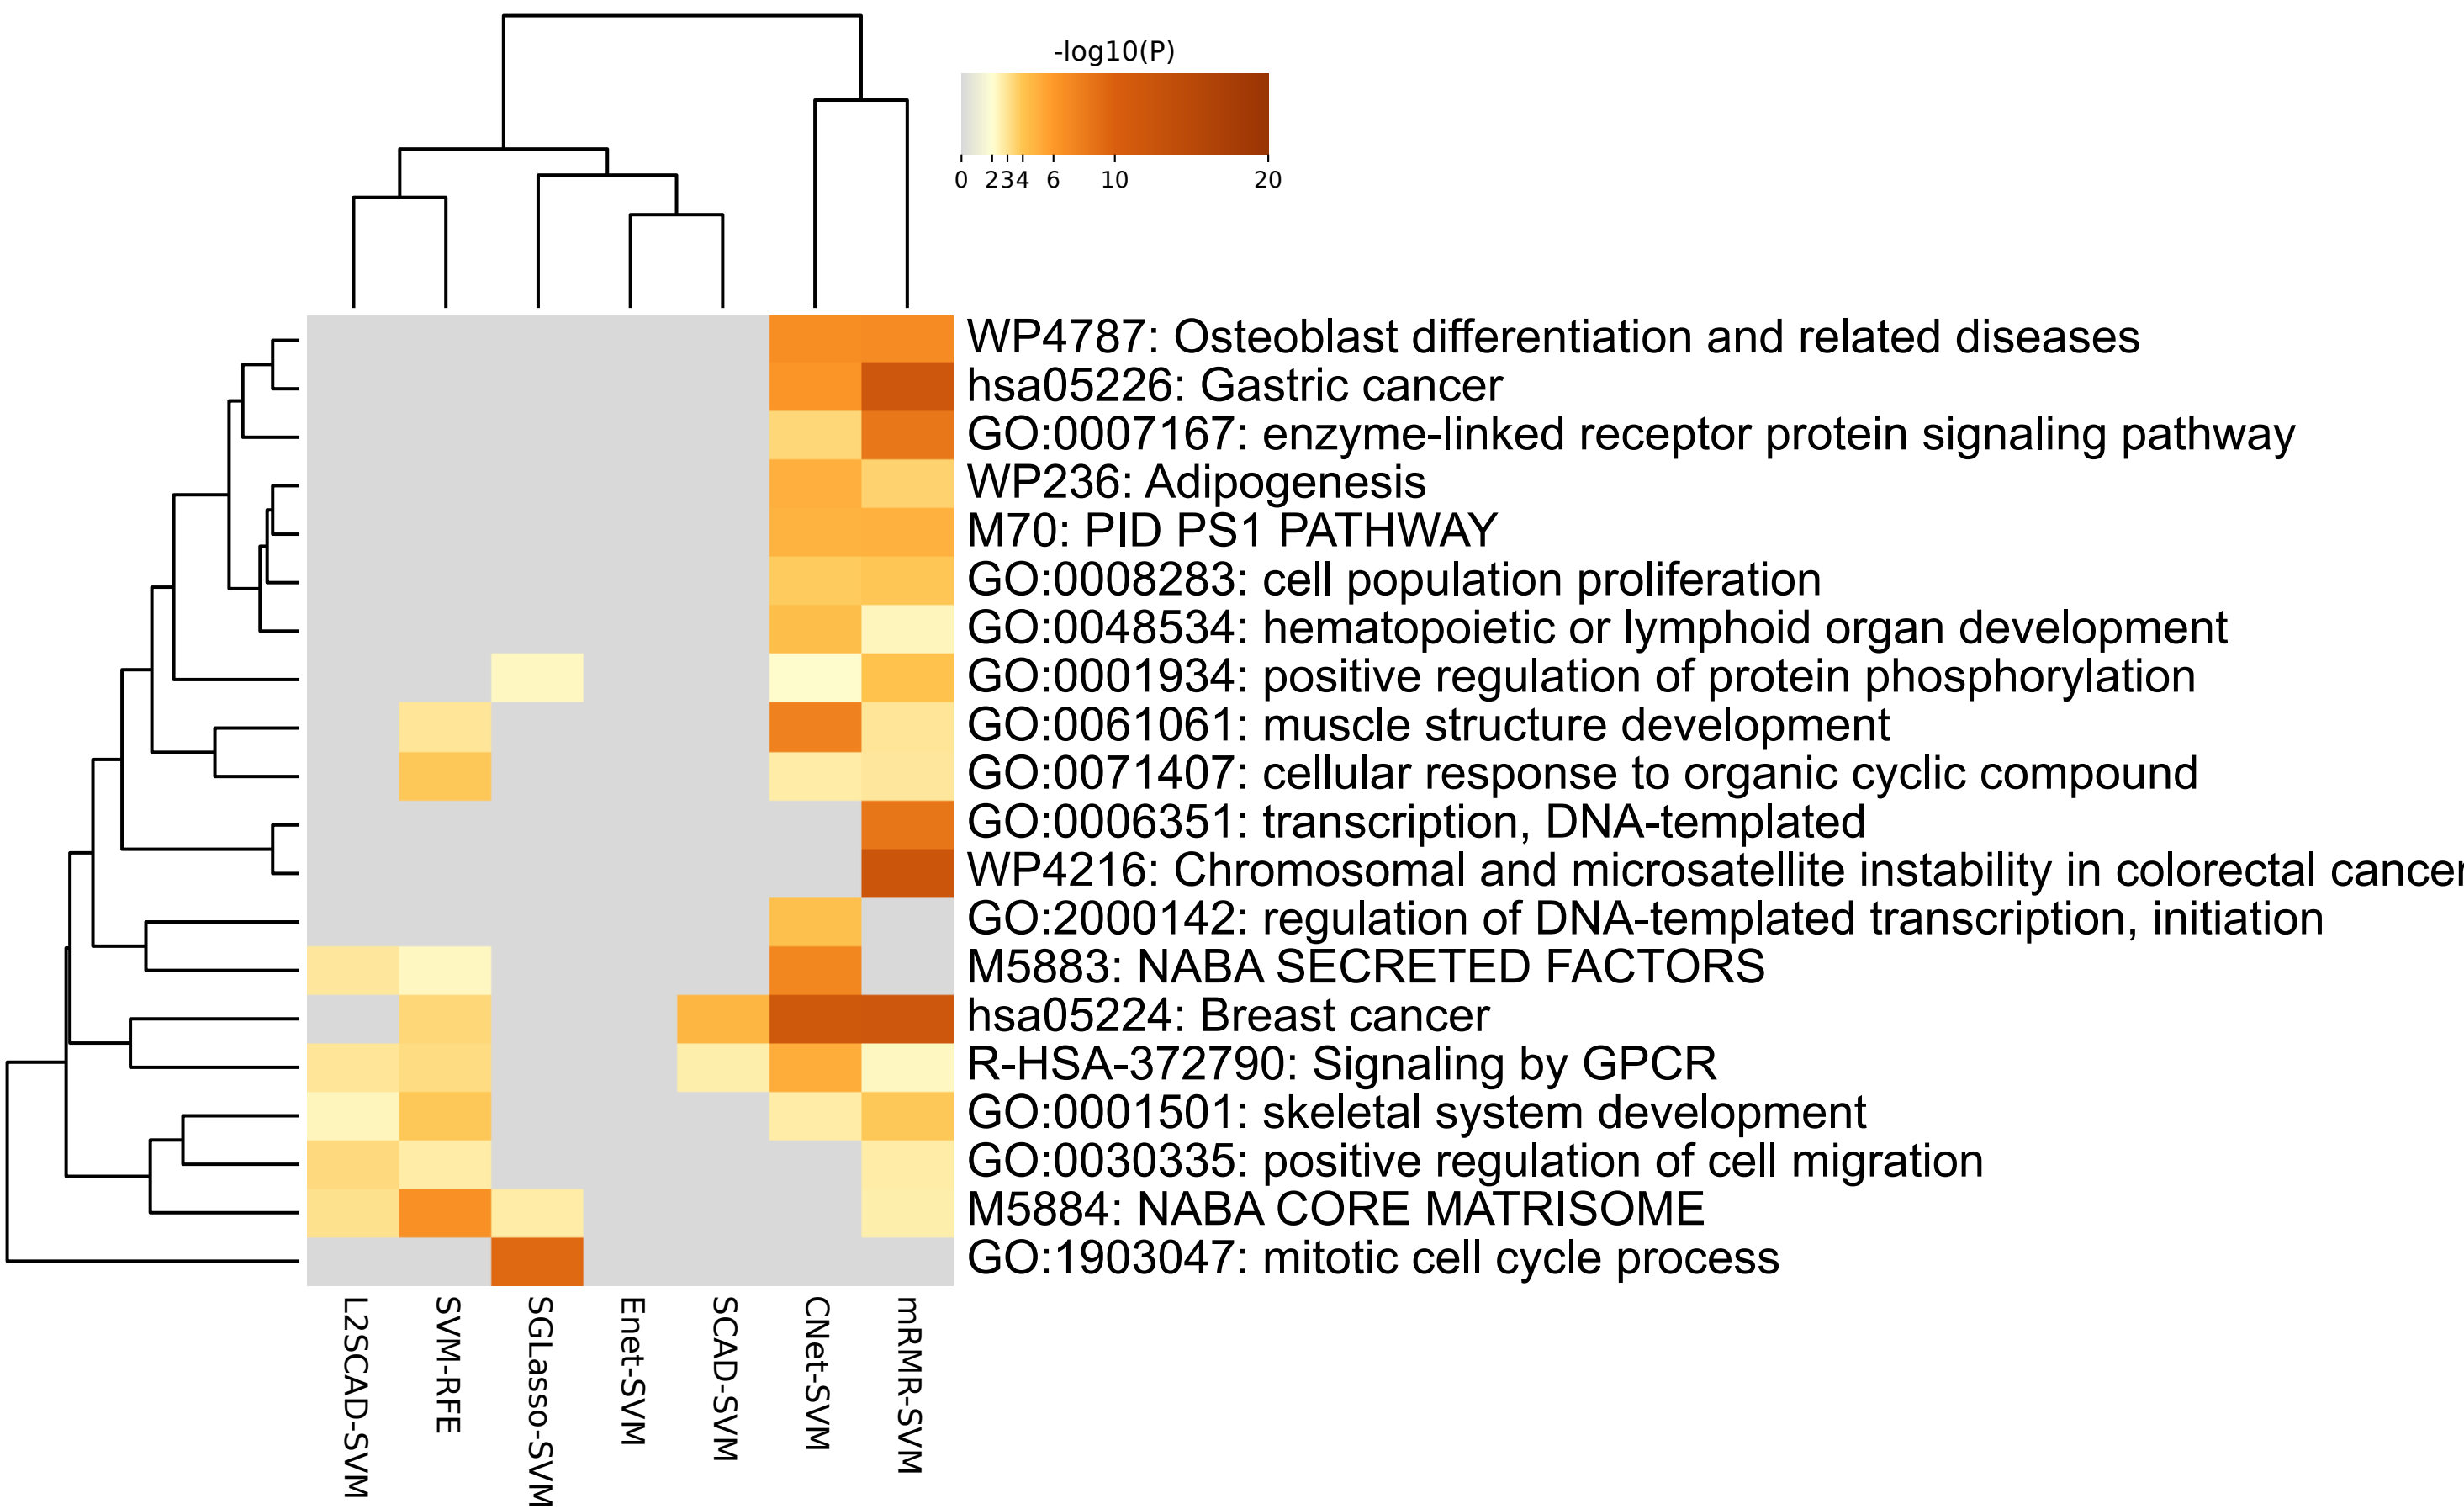 -log10(P)
0 2 3 4 6 10 20
WP4787: Osteoblast differentiation and related diseases
hsa05226: Gastric cancer
GO:0007167: enzyme-linked receptor protein signaling pathway
WP236: Adipogenesis
M70: PID PS1 PATHWAY
GO:0008283: cell population proliferation
GO:0048534: hematopoietic or lymphoid organ development
GO:0001934: positive regulation of protein phosphorylation
GO:0061061: muscle structure development
GO:0071407: cellular response to organic cyclic compound
GO:0006351: transcription, DNA-templated
WP4216: Chromosomal and microsatellite instability in colorectal cancer
GO:2000142: regulation of DNA-templated transcription, initiation
M5883: NABA SECRETED FACTORS
hsa05224: Breast cancer
R-HSA-372790: Signaling by GPCR
GO:0001501: skeletal system development
GO:0030335: positive regulation of cell migration
M5884: NABA CORE MATRISOME
GO:1903047: mitotic cell cycle process
L2SCAD-SVM
SVM-RFE
SGLasso-SVM
Enet-SVM
SCAD-SVM
CNet-SVM
mRMR-SVM